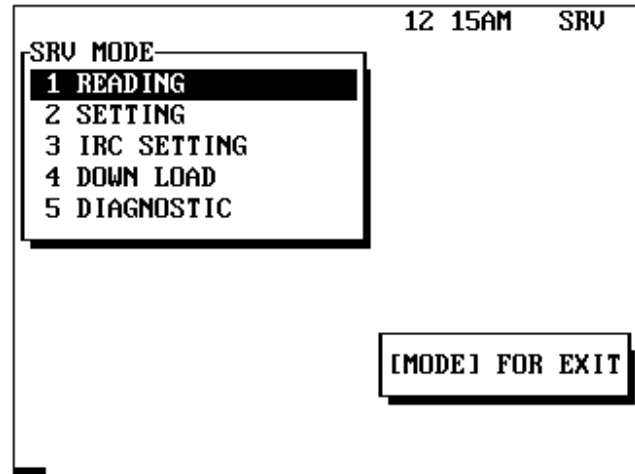 12 15AM SRV
SRV MODE
1 READING
2 SETTING
3 IRC SETTING
4 DOWN LOAD
5 DIAGNOSTIC
[MODE] FOR EXIT